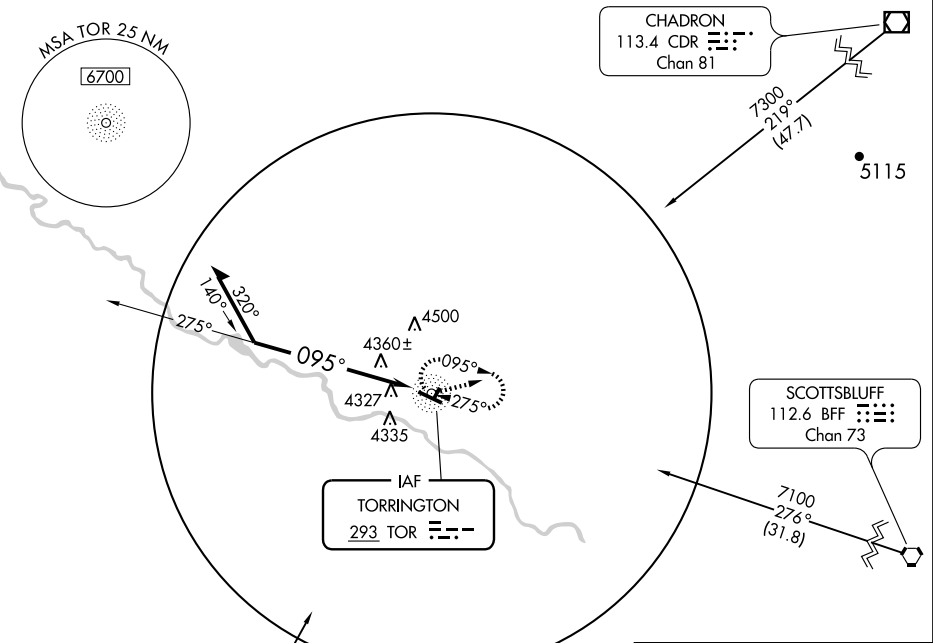 MSA TOR 25 NM
6700
CHADRON
113.4 CDR
Chan 81
7300
219°
(47.7)
5115
320°
140°
275°
095°
4500
4360±
4327
4335
095°
275°
IAF
TORRINGTON
293 TOR
SCOTTSBLUFF
112.6 BFF
Chan 73
7100
276°
(31.8)